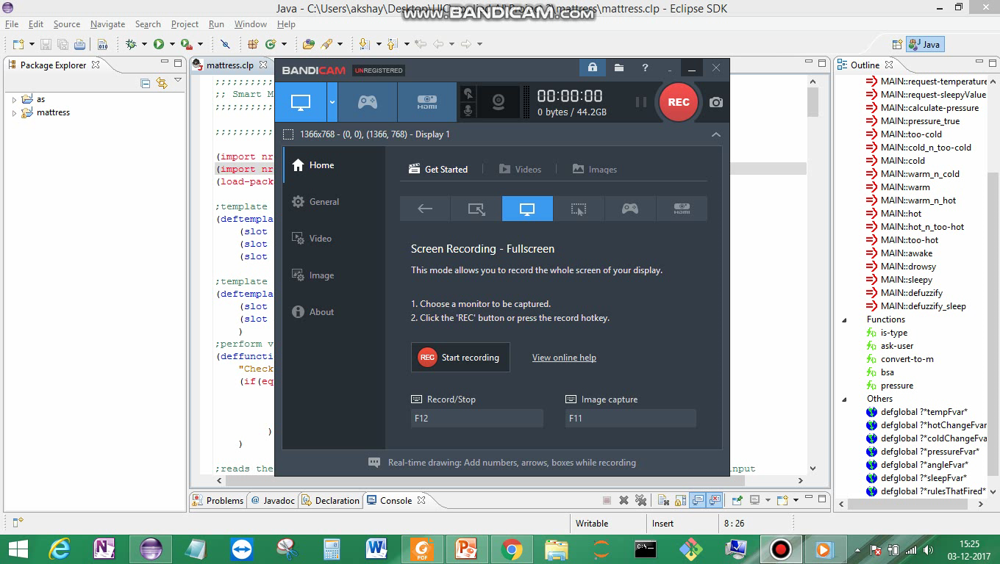 Java - C:\Users\akshay\Desktop\
mattress\mattress.clp - Eclipse SDK
www.BANDICAM.com
File Edit Source Navigate Search Project Run Window Help
Java
Package Explorer
as
mattress
mattress.clp
;; Smart M
(import nr
(import nr
(load-pack
;template
(deftempla
(slot
(slot
(slot
;template
(deftempla
(slot
(slot
)
;perform v
(deffuncti
"Check
(if(eq
)
)
;reads the
nput
BANDICAM UNREGISTERED
HDMI
00:00:00
0 bytes / 44.2GB
REC
1366x768 - (0, 0), (1366, 768) - Display 1
Home
General
Video
Image
About
Get Started Videos Images
HDMI
Screen Recording - Fullscreen
This mode allows you to record the whole screen of your display.
1. Choose a monitor to be captured.
2. Click the 'REC' button or press the record hotkey.
REC Start recording
View online help
Record/Stop Image capture
F12 F11
Real-time drawing: Add numbers, arrows, boxes while recording
Outline
MAIN::request-temperature
MAIN::request-sleepyValue
MAIN::calculate-pressure
MAIN::pressure_true
MAIN::too-cold
MAIN::cold_n_too-cold
MAIN::cold
MAIN::warm_n_cold
MAIN::warm
MAIN::warm_n_hot
MAIN::hot
MAIN::hot_n_too-hot
MAIN::too-hot
MAIN::awake
MAIN::drowsy
MAIN::sleepy
MAIN::defuzzify
MAIN::defuzzify_sleep
Functions
is-type
ask-user
convert-to-m
bsa
pressure
Others
defglobal ?*tempFvar*
defglobal ?*hotChangeFvar
defglobal ?*coldChangeFva
defglobal ?*pressureFvar*
defglobal ?*angleFvar*
defglobal ?*sleepFvar*
defglobal ?*rulesThatFired*
Problems Javadoc Declaration Console
Writable Insert 8 : 26
15:25
03-12-2017